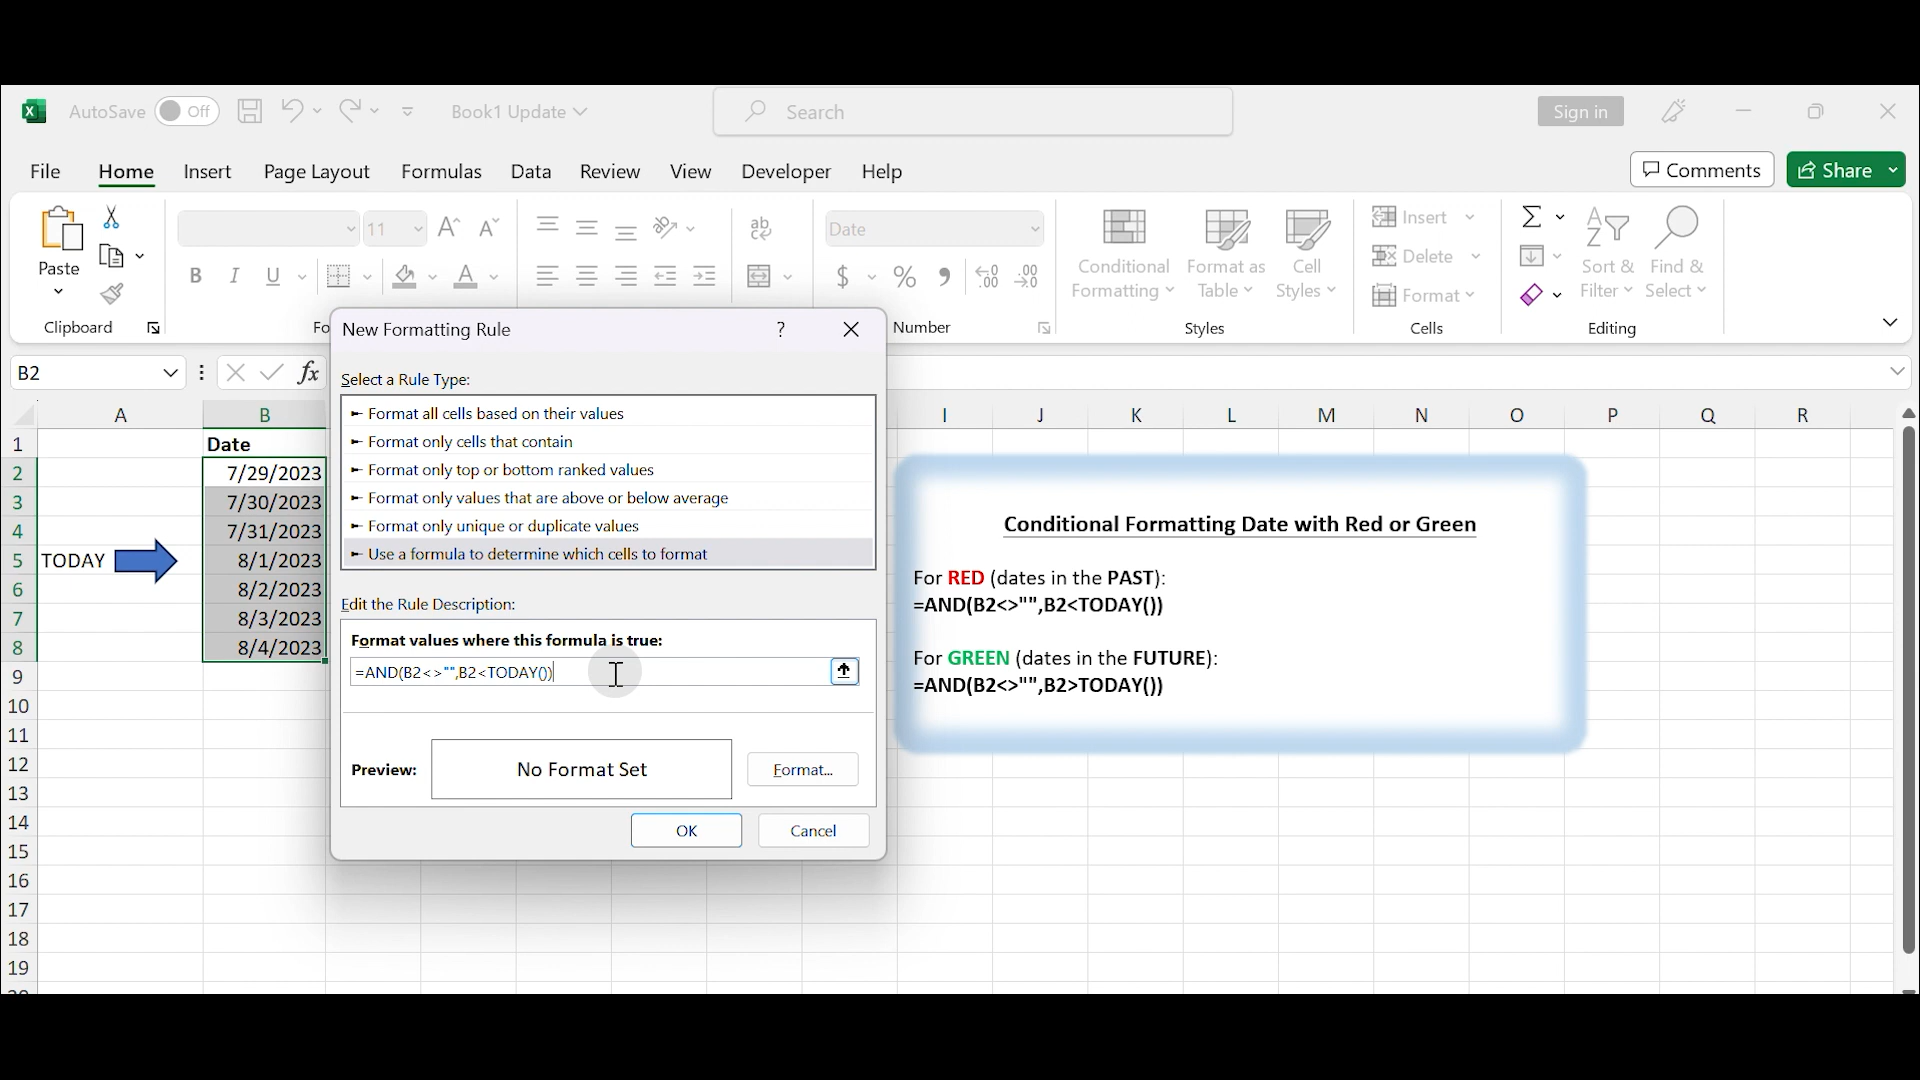 AutoSave Off Book1 Update Search Sign in
File Home Insert Page Layout Formulas Data Review View Developer Help Comments Share
Paste
Clipboard
11
B I U
A
Fo
ab
Date
$ %
Number
Conditional Formatting
Format as Table
Cell Styles
Styles
Insert
Delete
Format
Cells
Sort & Filter
Find & Select
Editing
B2
fx
New Formatting Rule ?
Select a Rule Type:
Format all cells based on their values
Format only cells that contain
Format only top or bottom ranked values
Format only values that are above or below average
Format only unique or duplicate values
Use a formula to determine which cells to format
Edit the Rule Description:
Format values where this formula is true:
=AND(B2<>"",B2<TODAY())
Preview: No Format Set Format...
OK Cancel
A B I J K L M N O P Q R
1 Date
2 7/29/2023
3 7/30/2023
4 7/31/2023
5 TODAY 8/1/2023
6 8/2/2023
7 8/3/2023
8 8/4/2023
9
10
11
12
13
14
15
16
17
18
19
Conditional Formatting Date with Red or Green
For RED (dates in the PAST):
=AND(B2<>"",B2<TODAY())
For GREEN (dates in the FUTURE):
=AND(B2<>"",B2>TODAY())